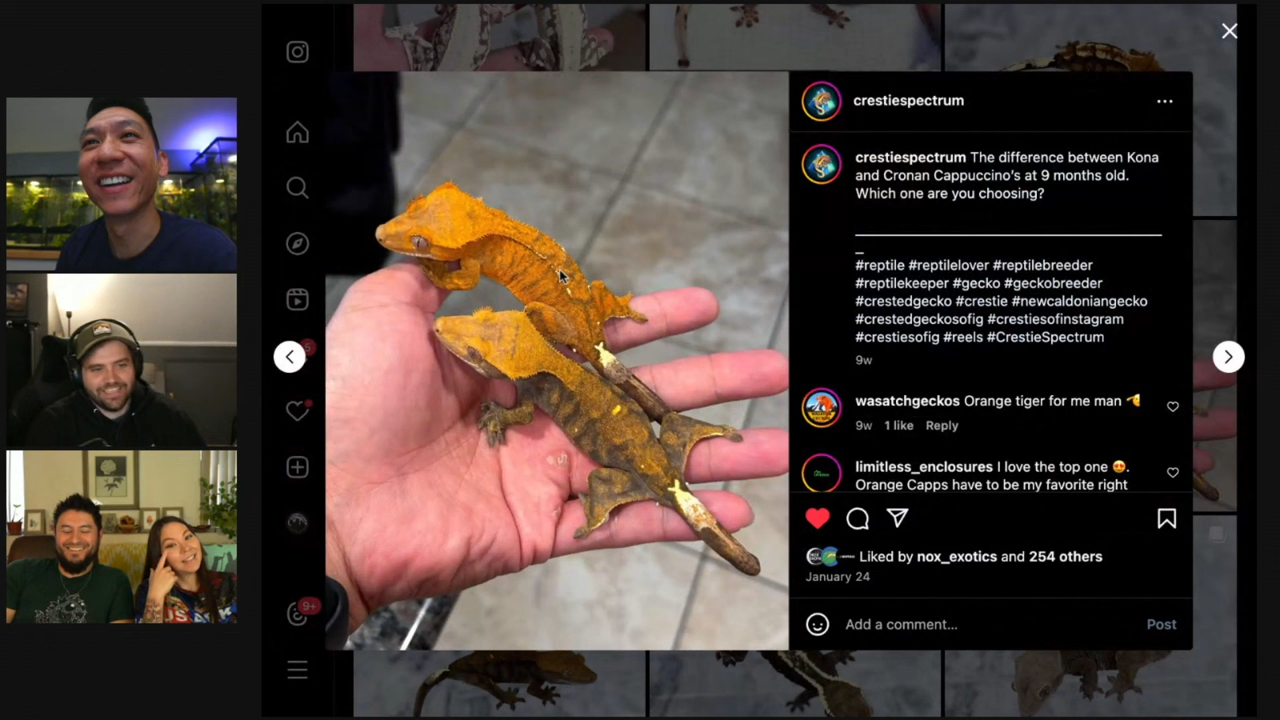 crestiespectrum
crestiespectrum The difference between Kona
and Cronan Cappuccino's at 9 months old.
Which one are you choosing?
_
#reptile #reptilelover #reptilebreeder
#reptilekeeper #gecko #geckobreeder
#crestedgecko #crestie #newcaldoniangecko
#crestedgeckosofig #crestiesofinstagram
#crestiesofig #reels #CrestieSpectrum
9w
wasatchgeckos Orange tiger for me man
9w 1 like Reply
limitless_enclosures I love the top one 😍.
Orange Capps have to be my favorite right
Liked by nox_exotics and 254 others
January 24
Add a comment...
Post
9+